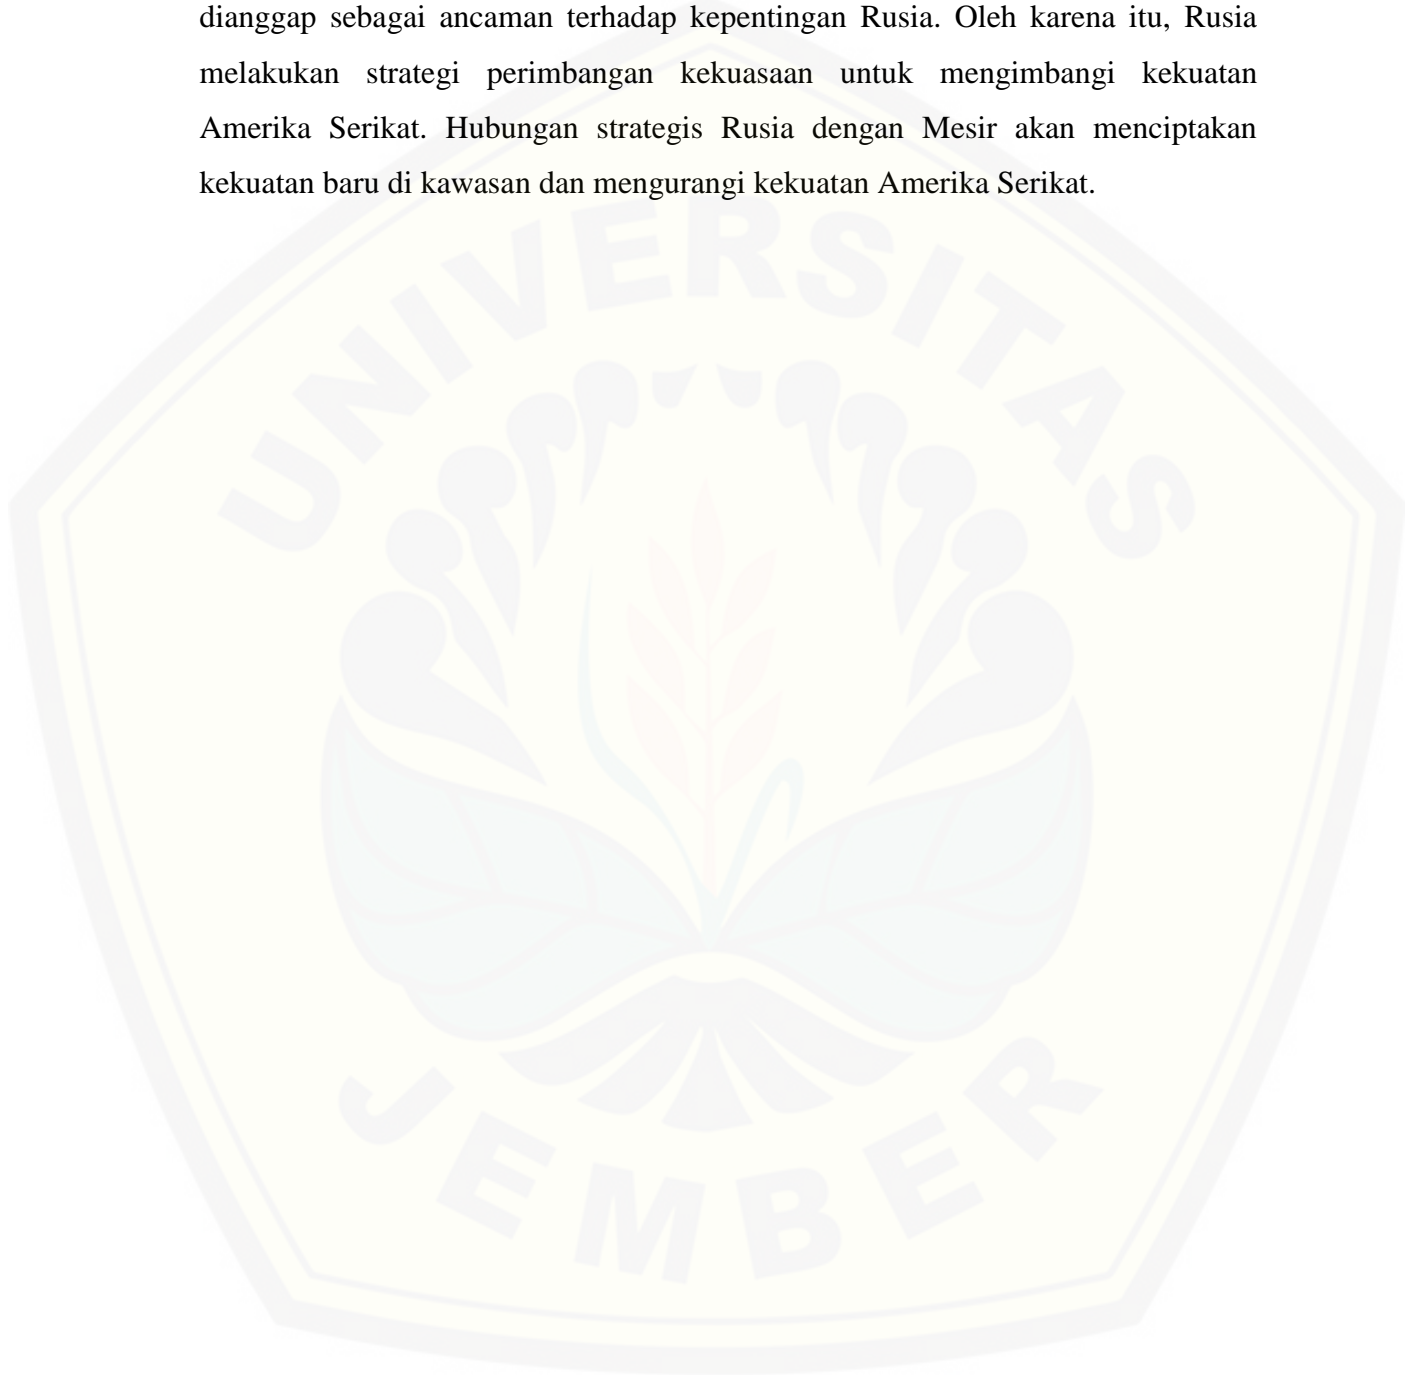 dianggap sebagai ancaman terhadap kepentingan Rusia. Oleh karena itu, Rusia
melakukan strategi perimbangan kekuasaan untuk mengimbangi kekuatan
Amerika Serikat. Hubungan strategis Rusia dengan Mesir akan menciptakan
kekuatan baru di kawasan dan mengurangi kekuatan Amerika Serikat.
UNIVERSITAS
JEMBER